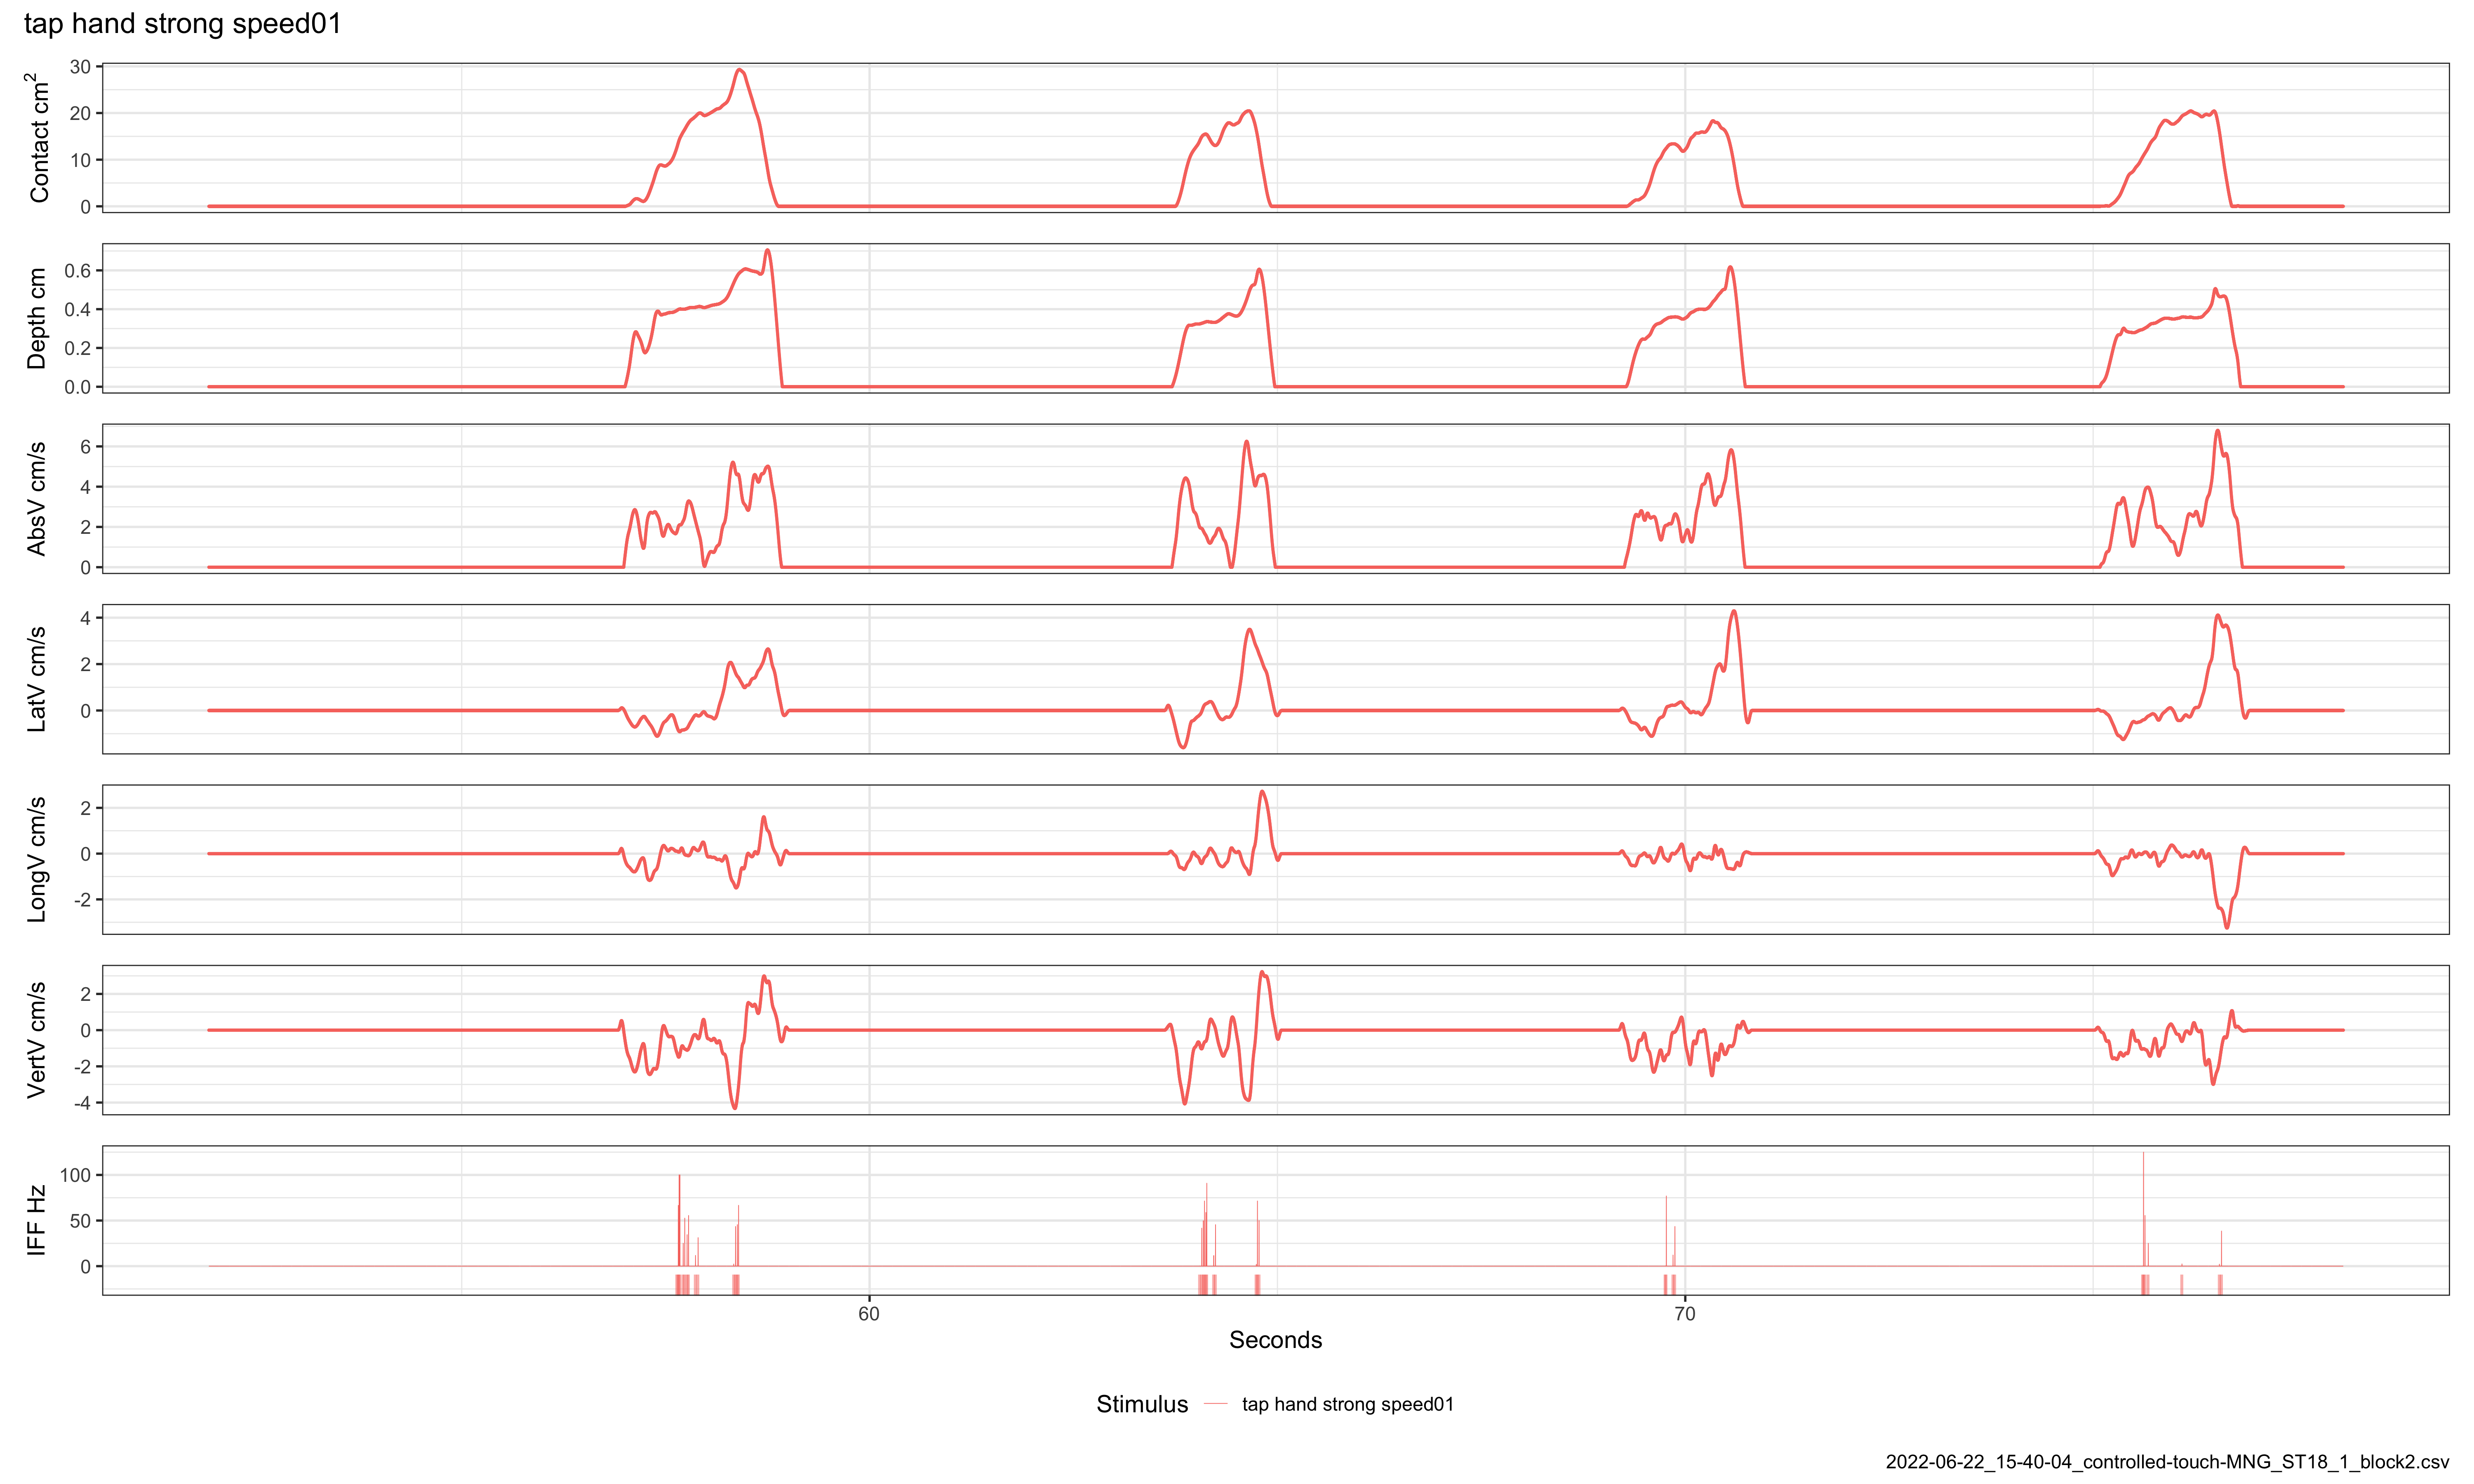 tap hand strong speed01
Contact cm²
30
20
10
0
Depth cm
0.6
0.4
0.2
0.0
AbsV cm/s
6
4
2
0
LatV cm/s
4
2
0
LongV cm/s
2
0
-2
VertV cm/s
2
0
-2
-4
IFF Hz
100
50
0
60 70
Seconds
Stimulus tap hand strong speed01
2022-06-22_15-40-04_controlled-touch-MNG_ST18_1_block2.csv